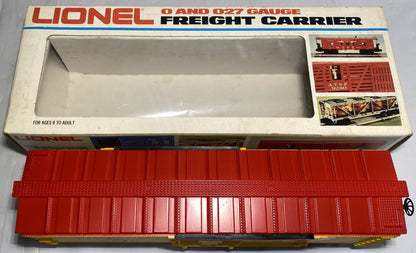 LIONEL
O AND O27 GAUGE
FREIGHT CARRIER
FOR AGES 8 TO ADULT
LIONEL